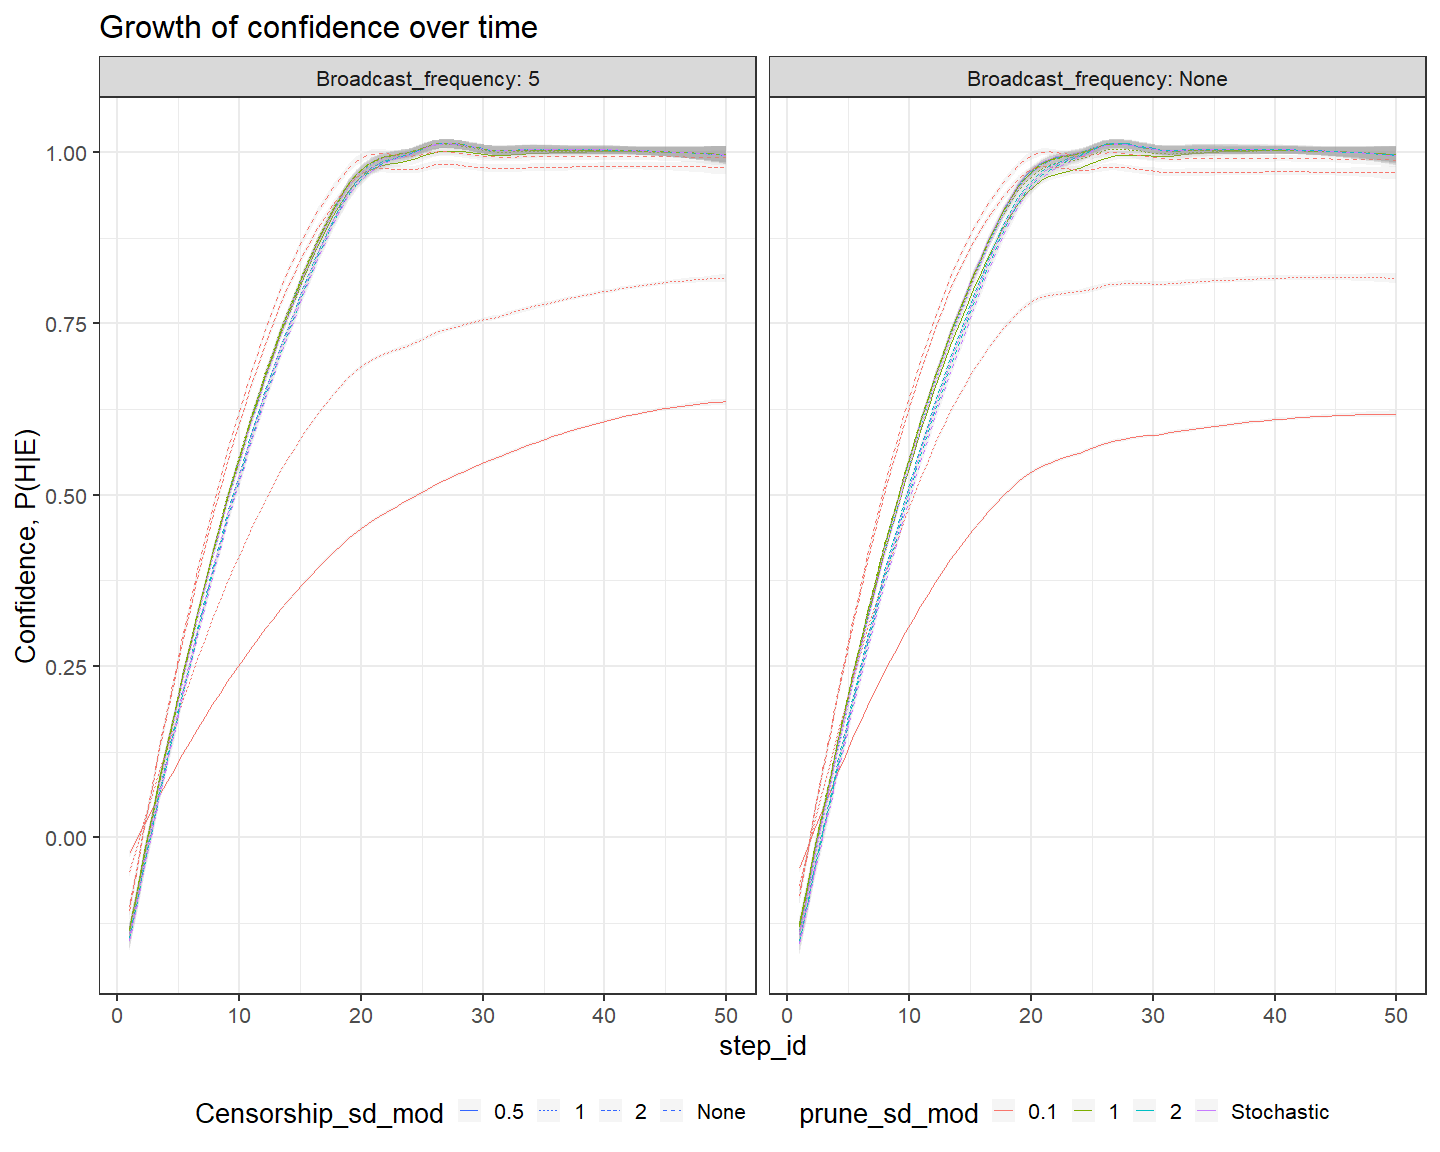 Growth of confidence over time
Broadcast_frequency: 5
Broadcast_frequency: None
Confidence, P(H|E)
1.00
0.75
0.50
0.25
0.00
0 10 20 30 40 50
0 10 20 30 40 50
step_id
Censorship_sd_mod 0.5 1 2 None
prune_sd_mod 0.1 1 2 Stochastic